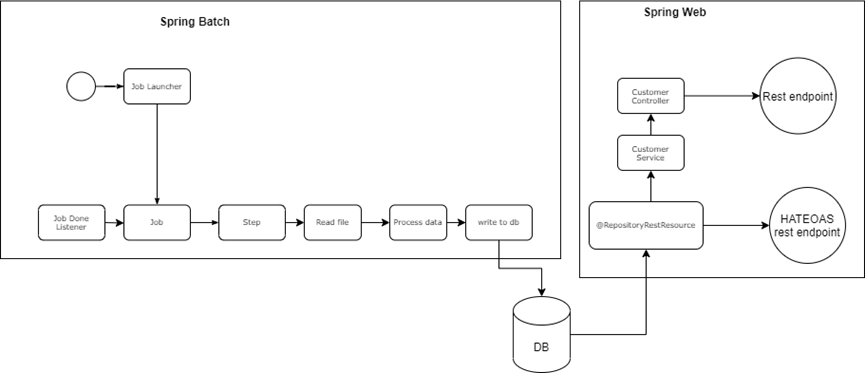 Spring Batch
Job Launcher
Job Done
Listener
Job
Step
Read file
Process data
write to db
DB
Spring Web
Customer
Controller
Rest endpoint
Customer
Service
@RepositoryRestResource
HATEOAS
rest endpoint